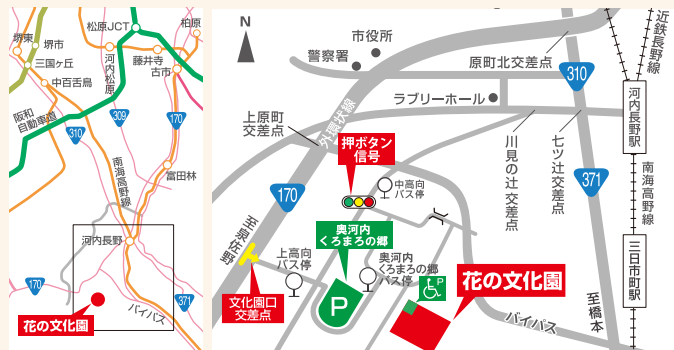 柏原
松原JCT
堺東
堺市
三国ヶ丘
中百舌鳥
河内松原
藤井寺
古市
阪和
自動車道
310
309
170
南海高野線
富田林
河内長野
170
371
花の文化園
バイパス
N
市役所
警察署
原町北交差点
近鉄長野線
310
ラブリーホール
外環状線
上原町
交差点
押ボタン
信号
川見の辻 交差点
七ツ辻 交差点
河内長野駅
371
南海高野線
170
中高向
バス停
至泉佐野
奥河内
くろまろの郷
上高向
バス停
奥河内
くろまろの郷
バス停
三日市町駅
P
P
花の文化園
文化園口
交差点
バイパス
至橋本